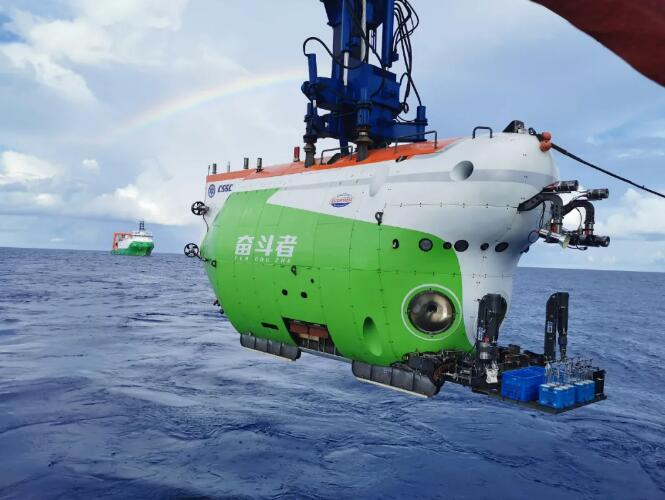 CSSC
奋斗者
FEN DOU ZHE